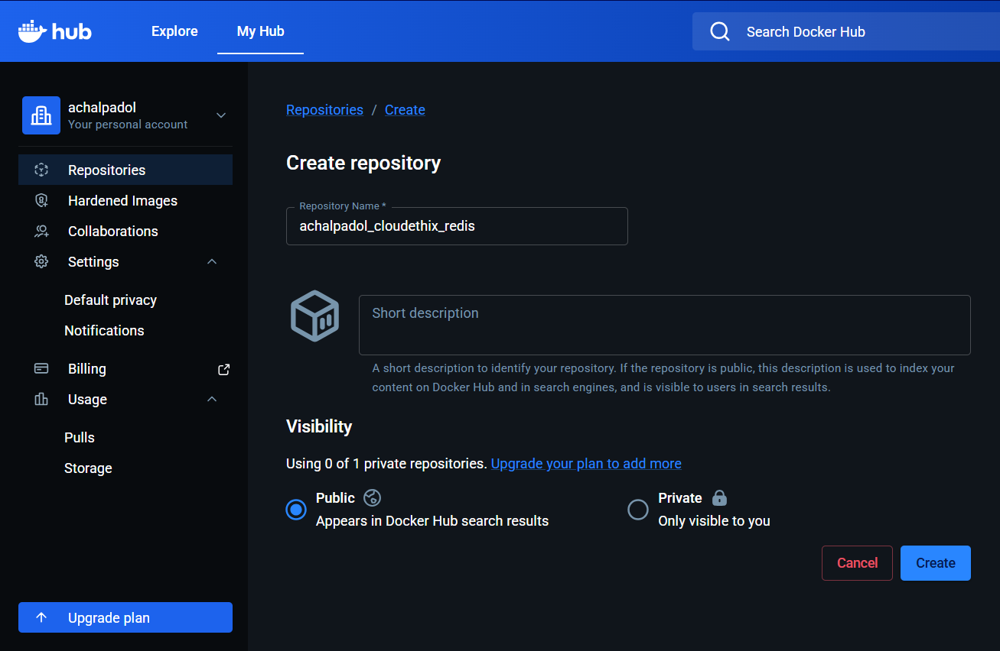 hub
Explore
My Hub
Search Docker Hub
achalpadol
Your personal account
Repositories
Hardened Images
Collaborations
Settings
Default privacy
Notifications
Billing
Usage
Pulls
Storage
Upgrade plan
Repositories / Create
Create repository
Repository Name *
achalpadol_cloudethix_redis
Short description
A short description to identify your repository. If the repository is public, this description is used to index your
content on Docker Hub and in search engines, and is visible to users in search results.
Visibility
Using 0 of 1 private repositories. Upgrade your plan to add more
Public
Appears in Docker Hub search results
Private
Only visible to you
Cancel
Create